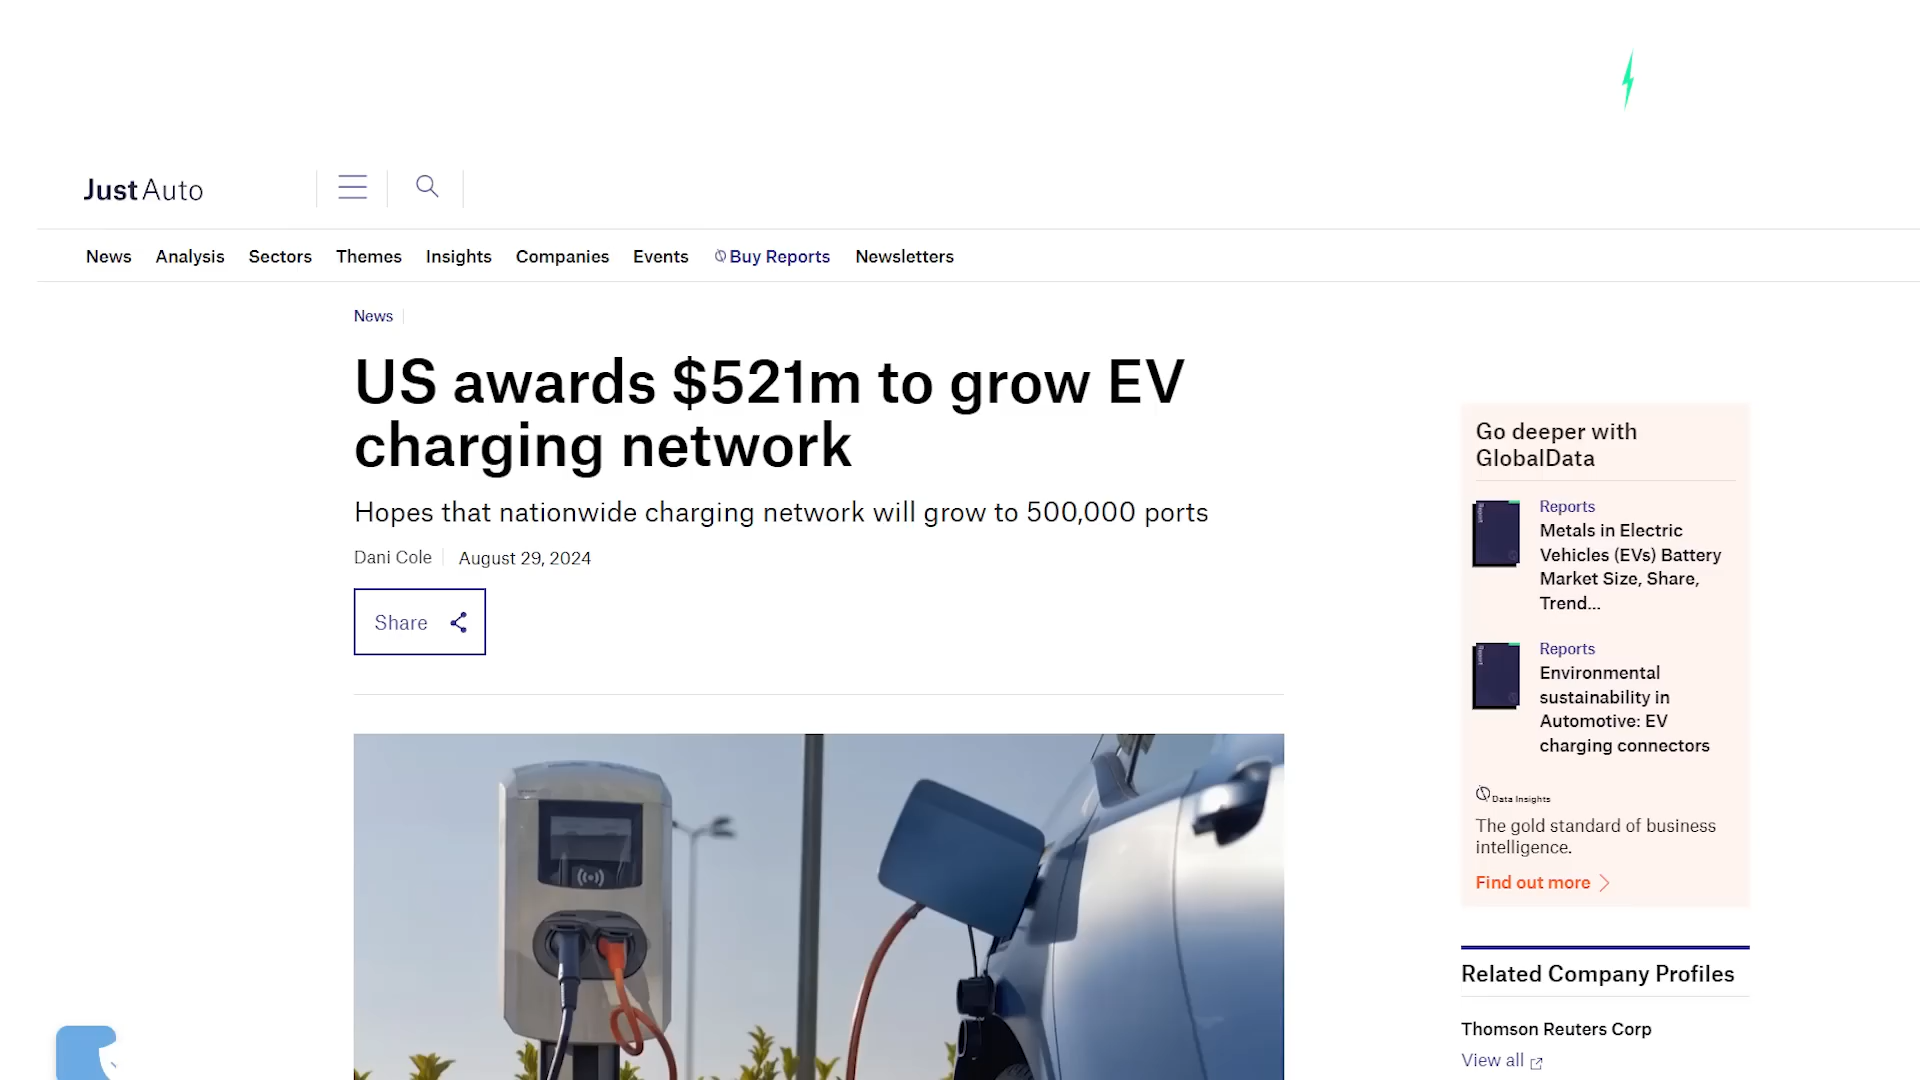 JustAuto
News Analysis Sectors Themes Insights Companies Events Buy Reports Newsletters
News
US awards $521m to grow EV
charging network
Hopes that nationwide charging network will grow to 500,000 ports
Dani Cole August 29, 2024
Share
Go deeper with
GlobalData
Reports
Metals in Electric
Vehicles (EVs) Battery
Market Size, Share,
Trend...
Reports
Environmental
sustainability in
Automotive: EV
charging connectors
Data Insights
The gold standard of business
intelligence.
Find out more
Related Company Profiles
Thomson Reuters Corp
View all